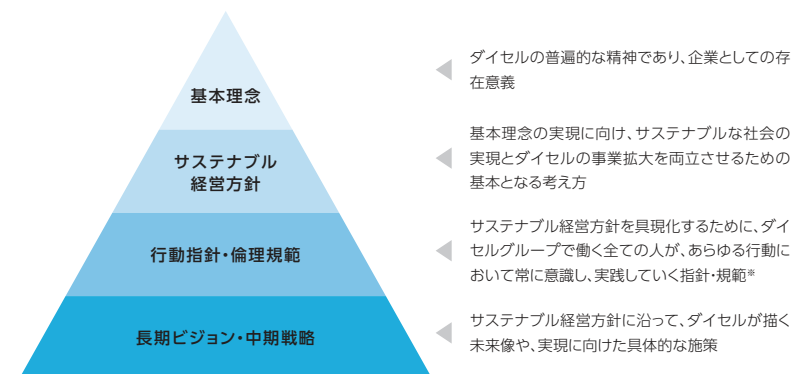 基本理念
ダイセルの普遍的な精神であり、企業としての存
在意義
サステナブル
経営方針
基本理念の実現に向け、サステナブルな社会の
実現とダイセルの事業拡大を両立させるための
基本となる考え方
行動指針・倫理規範
サステナブル経営方針を具現化するために、ダイ
セルグループで働く全ての人が、あらゆる行動に
おいて常に意識し、実践していく指針・規範※
長期ビジョン・中期戦略
サステナブル経営方針に沿って、ダイセルが描く
未来像や、実現に向けた具体的な施策